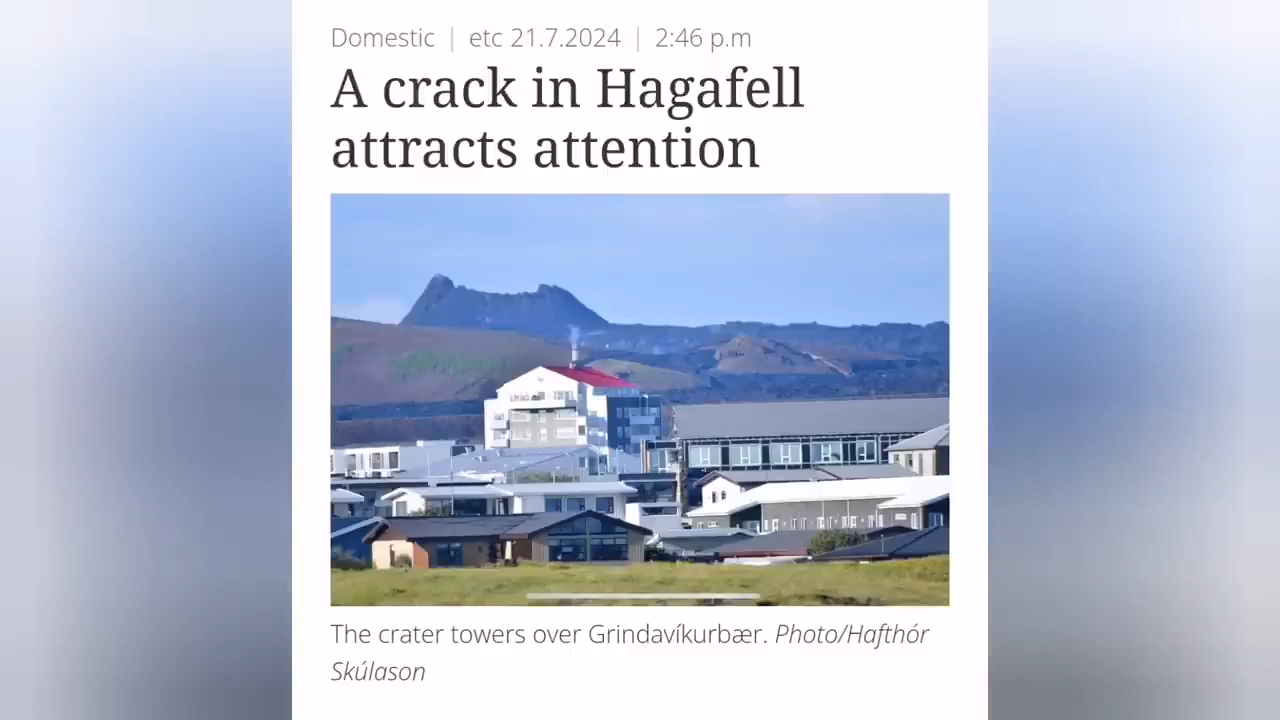 Domestic | etc 21.7.2024 | 2:46 p.m
A crack in Hagafell
attracts attention
The crater towers over Grindavíkurbær. Photo/Hafthór
Skúlason